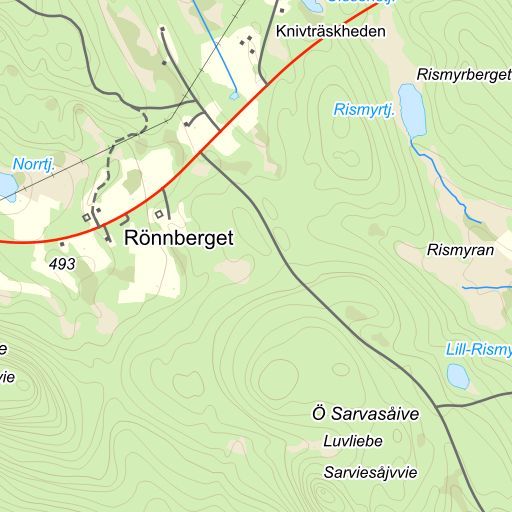 Knivträskheden
Rismyrberget
Rismyrtj.
Norrtj.
Rönnberget
Rismyran
493
Lill-Rismy
Ö Sarvasåive
Luvliebe
Sarviesåjvvie